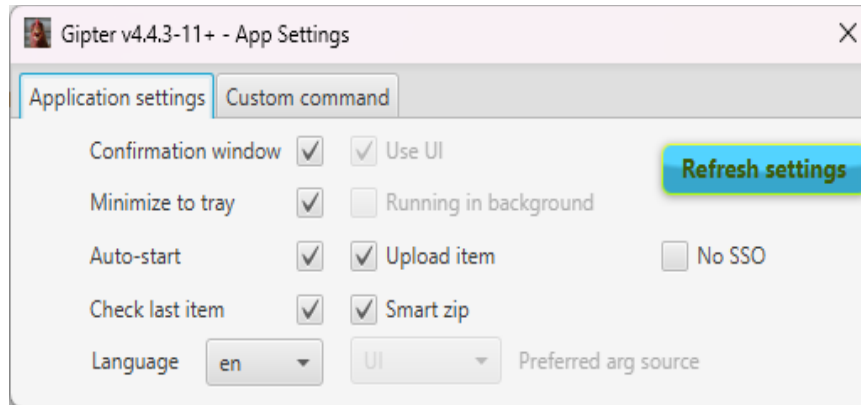 Gipter v4.4.3-11+ - App Settings
Application settings Custom command
Confirmation window Use UI Refresh settings
Minimize to tray Running in background
Auto-start Upload item No SSO
Check last item Smart zip
Language en UI Preferred arg source